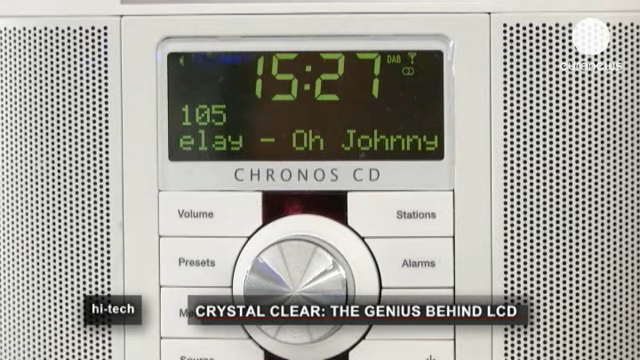 15:27 DAB
105
elay - Oh Johnny
CHRONOS CD
Volume
Stations
Presets
Alarms
hi-tech
CRYSTAL CLEAR: THE GENIUS BEHIND LCD